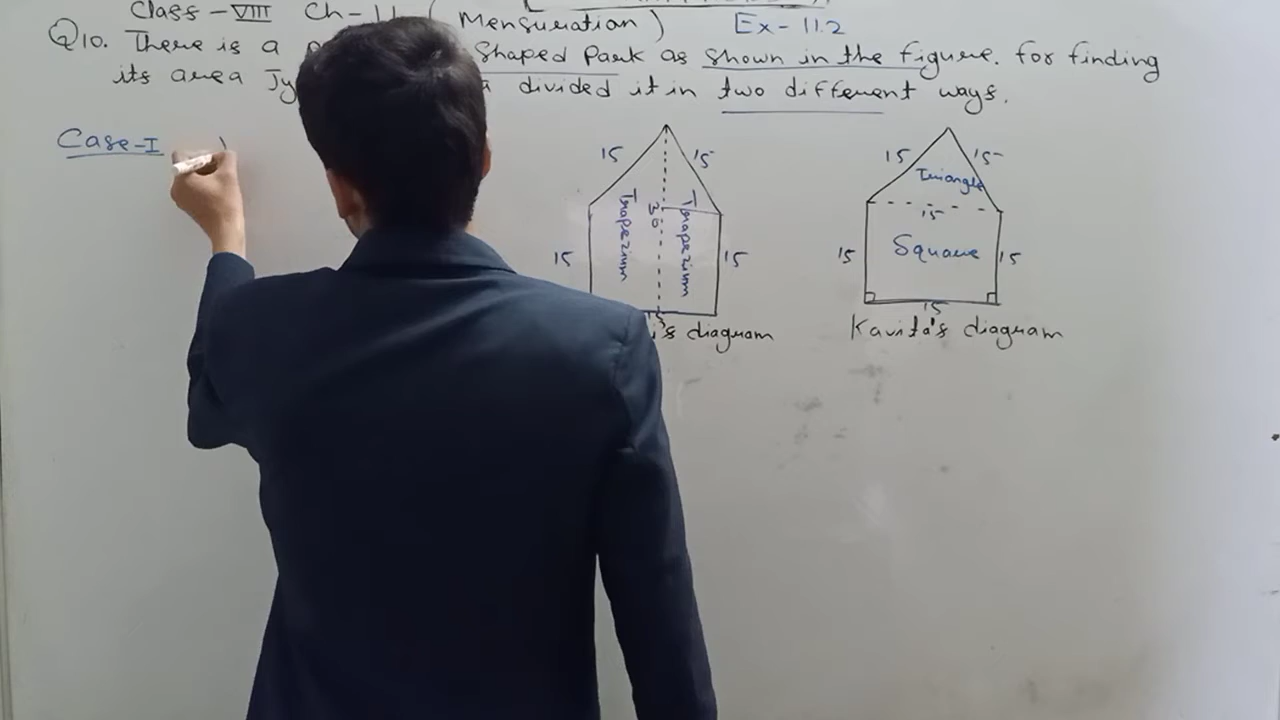 Class - VIII Ch - 11 ( Mensuration ) Ex - 11.2
Q10. There is a shaped Park as shown in the figure. for finding
its area Jy divided it in two different ways.
Case-I
15 15
Trapezium 30 Trapezium
15 15
15
's diagram
15 15
Triangle
15
15 Square 15
15
Kavita's diagram